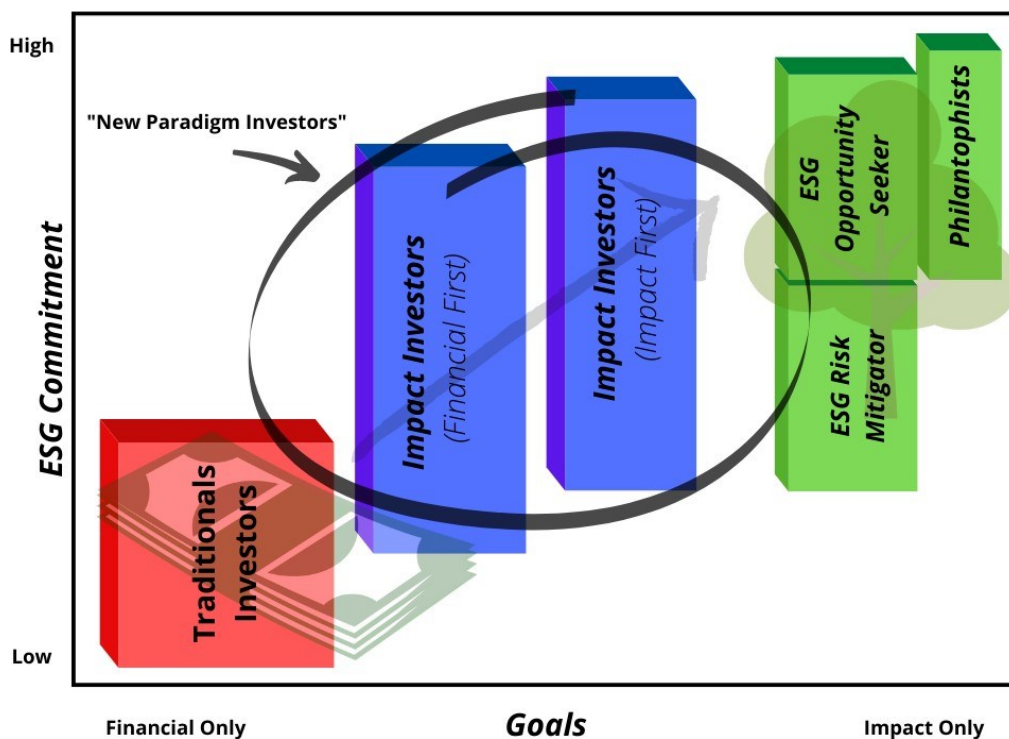 High
"New Paradigm Investors"
ESG Commitment
Low
Traditionals
Investors
Impact Investors
(Financial First)
Impact Investors
(Impact First)
ESG
Opportunity
Seeker
Philantophists
ESG Risk
Mitigator
Financial Only
Goals
Impact Only